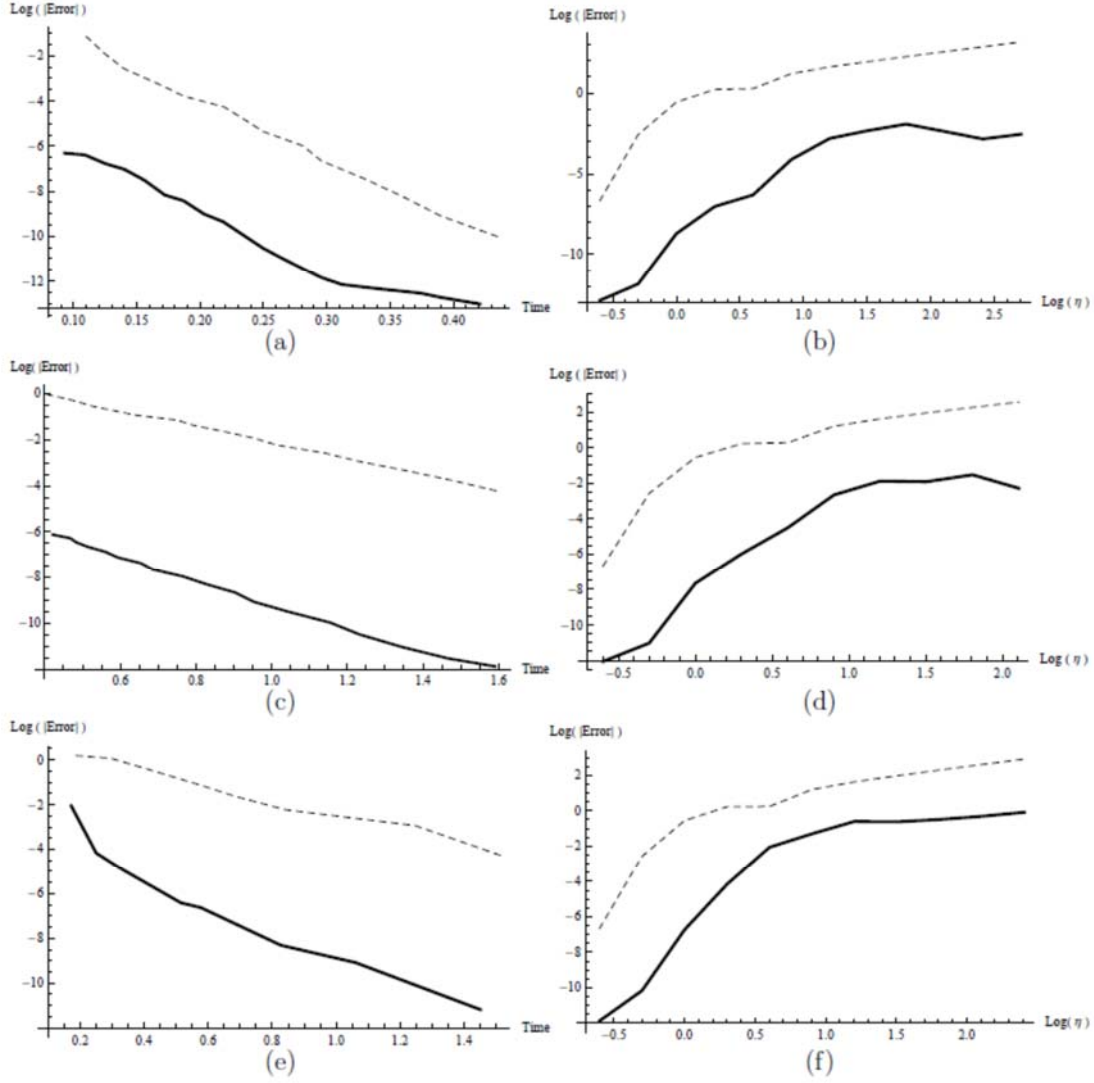 Log ( |Error| )
−2
−4
−6
−8
−10
−12
0.10 0.15 0.20 0.25 0.30 0.35 0.40
Time
(a)
Log ( |Error| )
0
−5
−10
−0.5 0.0 0.5 1.0 1.5 2.0 2.5
Log ( η )
(b)
Log( |Error| )
0
−2
−4
−6
−8
−10
0.6 0.8 1.0 1.2 1.4 1.6
Time
(c)
Log ( |Error| )
2
0
−2
−4
−6
−8
−10
−0.5 0.0 0.5 1.0 1.5 2.0
Log ( η )
(d)
Log ( |Error| )
0
−2
−4
−6
−8
−10
0.2 0.4 0.6 0.8 1.0 1.2 1.4
Time
(e)
Log( |Error| )
2
0
−2
−4
−6
−8
−10
−0.5 0.0 0.5 1.0 1.5 2.0
Log( η )
(f)